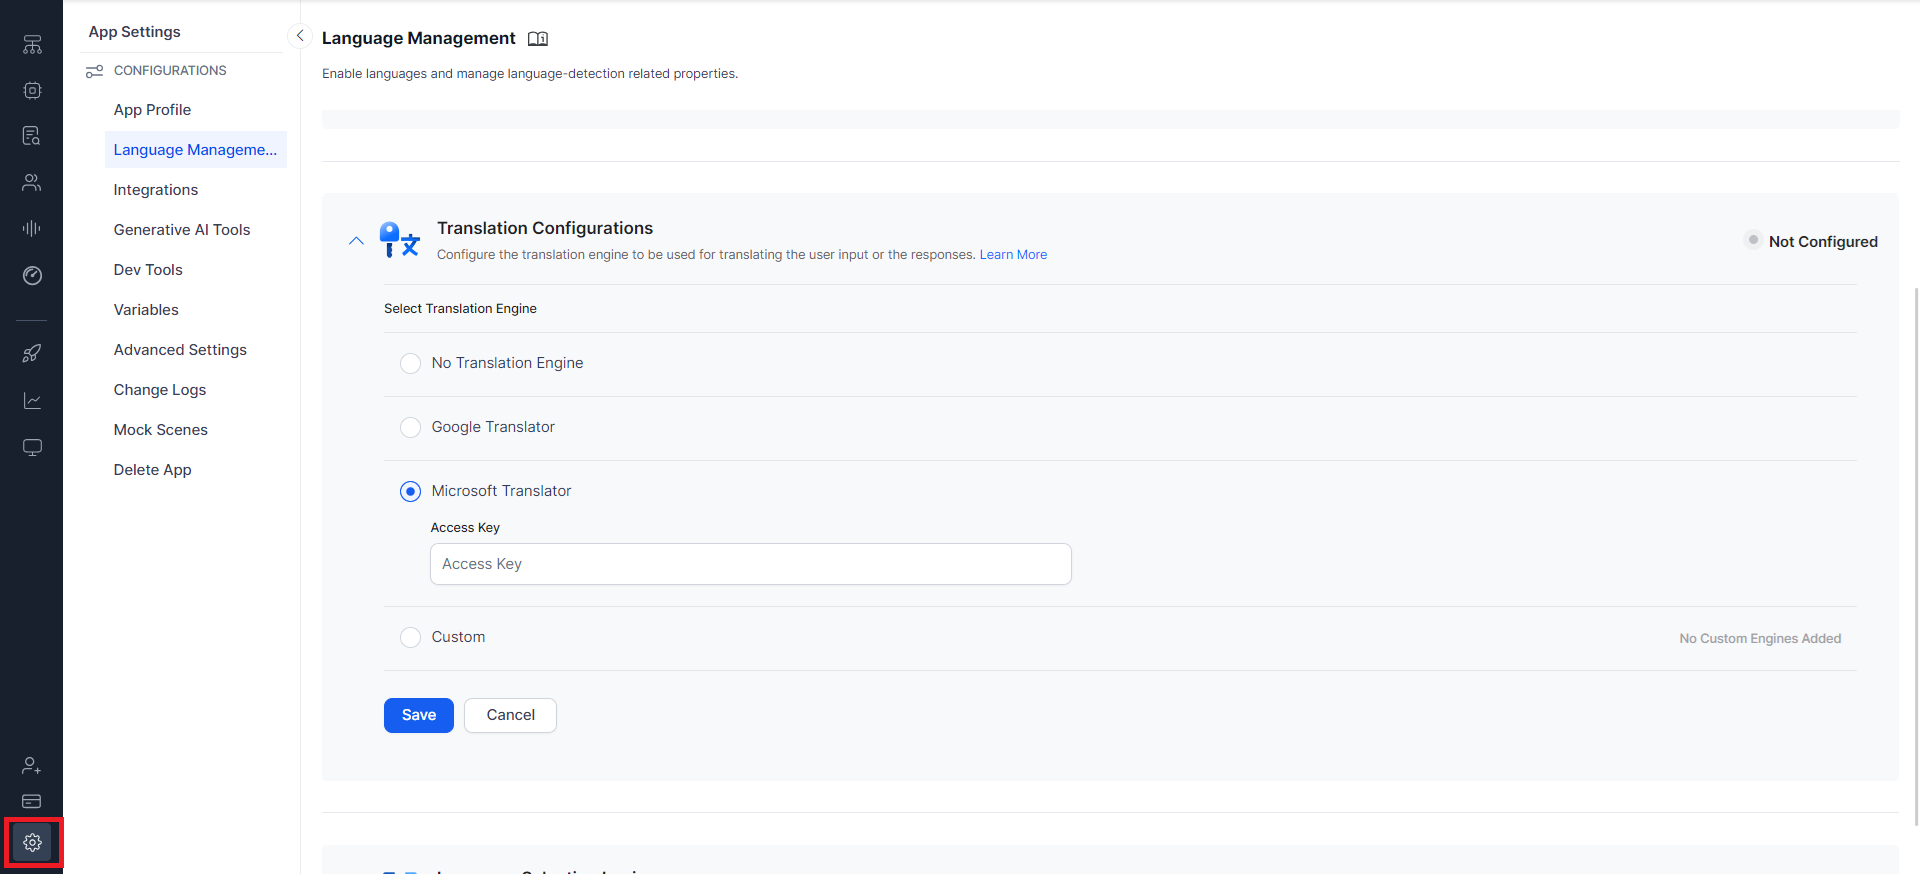 App Settings
CONFIGURATIONS
App Profile
Language Manageme...
Integrations
Generative AI Tools
Dev Tools
Variables
Advanced Settings
Change Logs
Mock Scenes
Delete App
Language Management
Enable languages and manage language-detection related properties.
Translation Configurations
Configure the translation engine to be used for translating the user input or the responses. Learn More
Not Configured
Select Translation Engine
No Translation Engine
Google Translator
Microsoft Translator
Access Key
Access Key
Custom
No Custom Engines Added
Save
Cancel